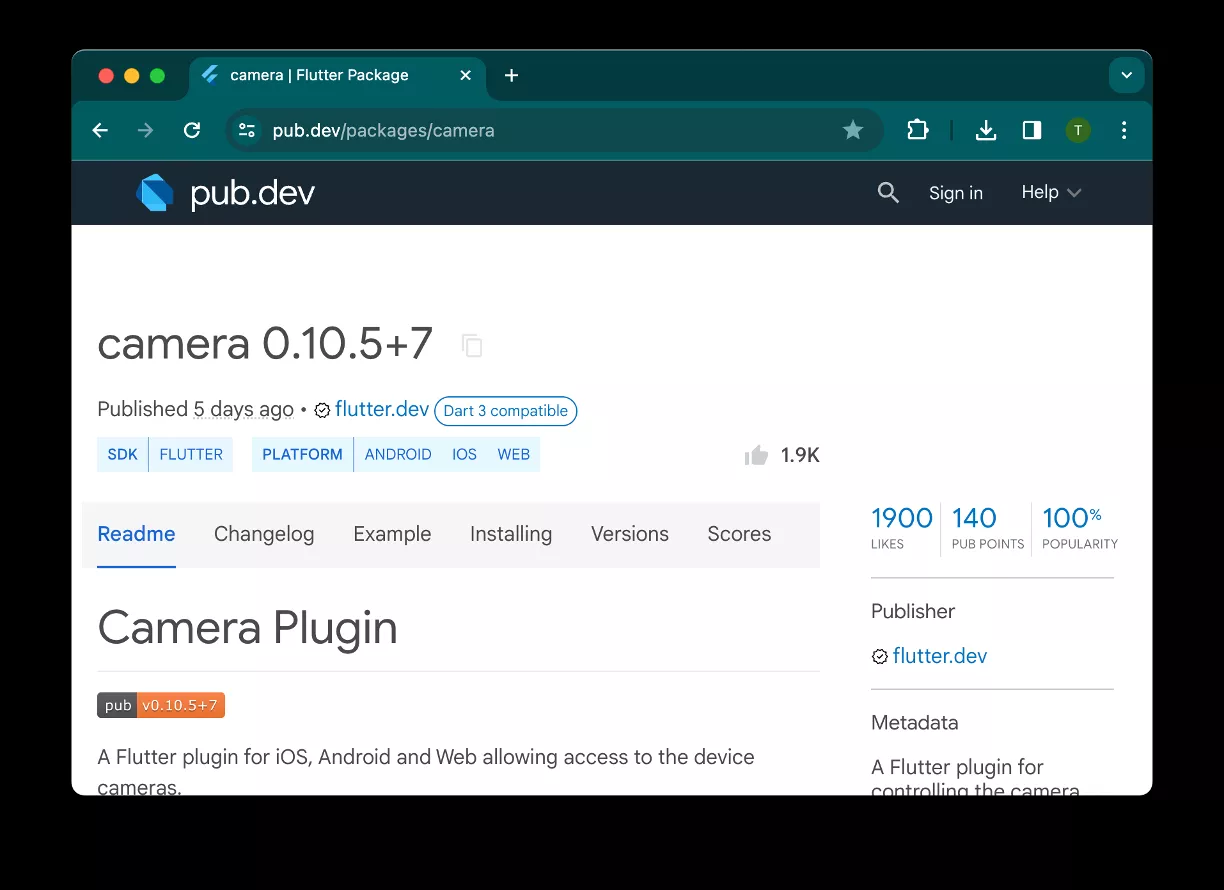 camera | Flutter Package
pub.dev/packages/camera
T
pub.dev Sign in Help
camera 0.10.5+7
Published 5 days ago • flutter.dev Dart 3 compatible
SDK FLUTTER PLATFORM ANDROID IOS WEB 1.9K
Readme Changelog Example Installing Versions Scores
1900 140 100%
LIKES PUB POINTS POPULARITY
Publisher
flutter.dev
Metadata
A Flutter plugin for
controlling the camera
Camera Plugin
pub v0.10.5+7
A Flutter plugin for iOS, Android and Web allowing access to the device
cameras.